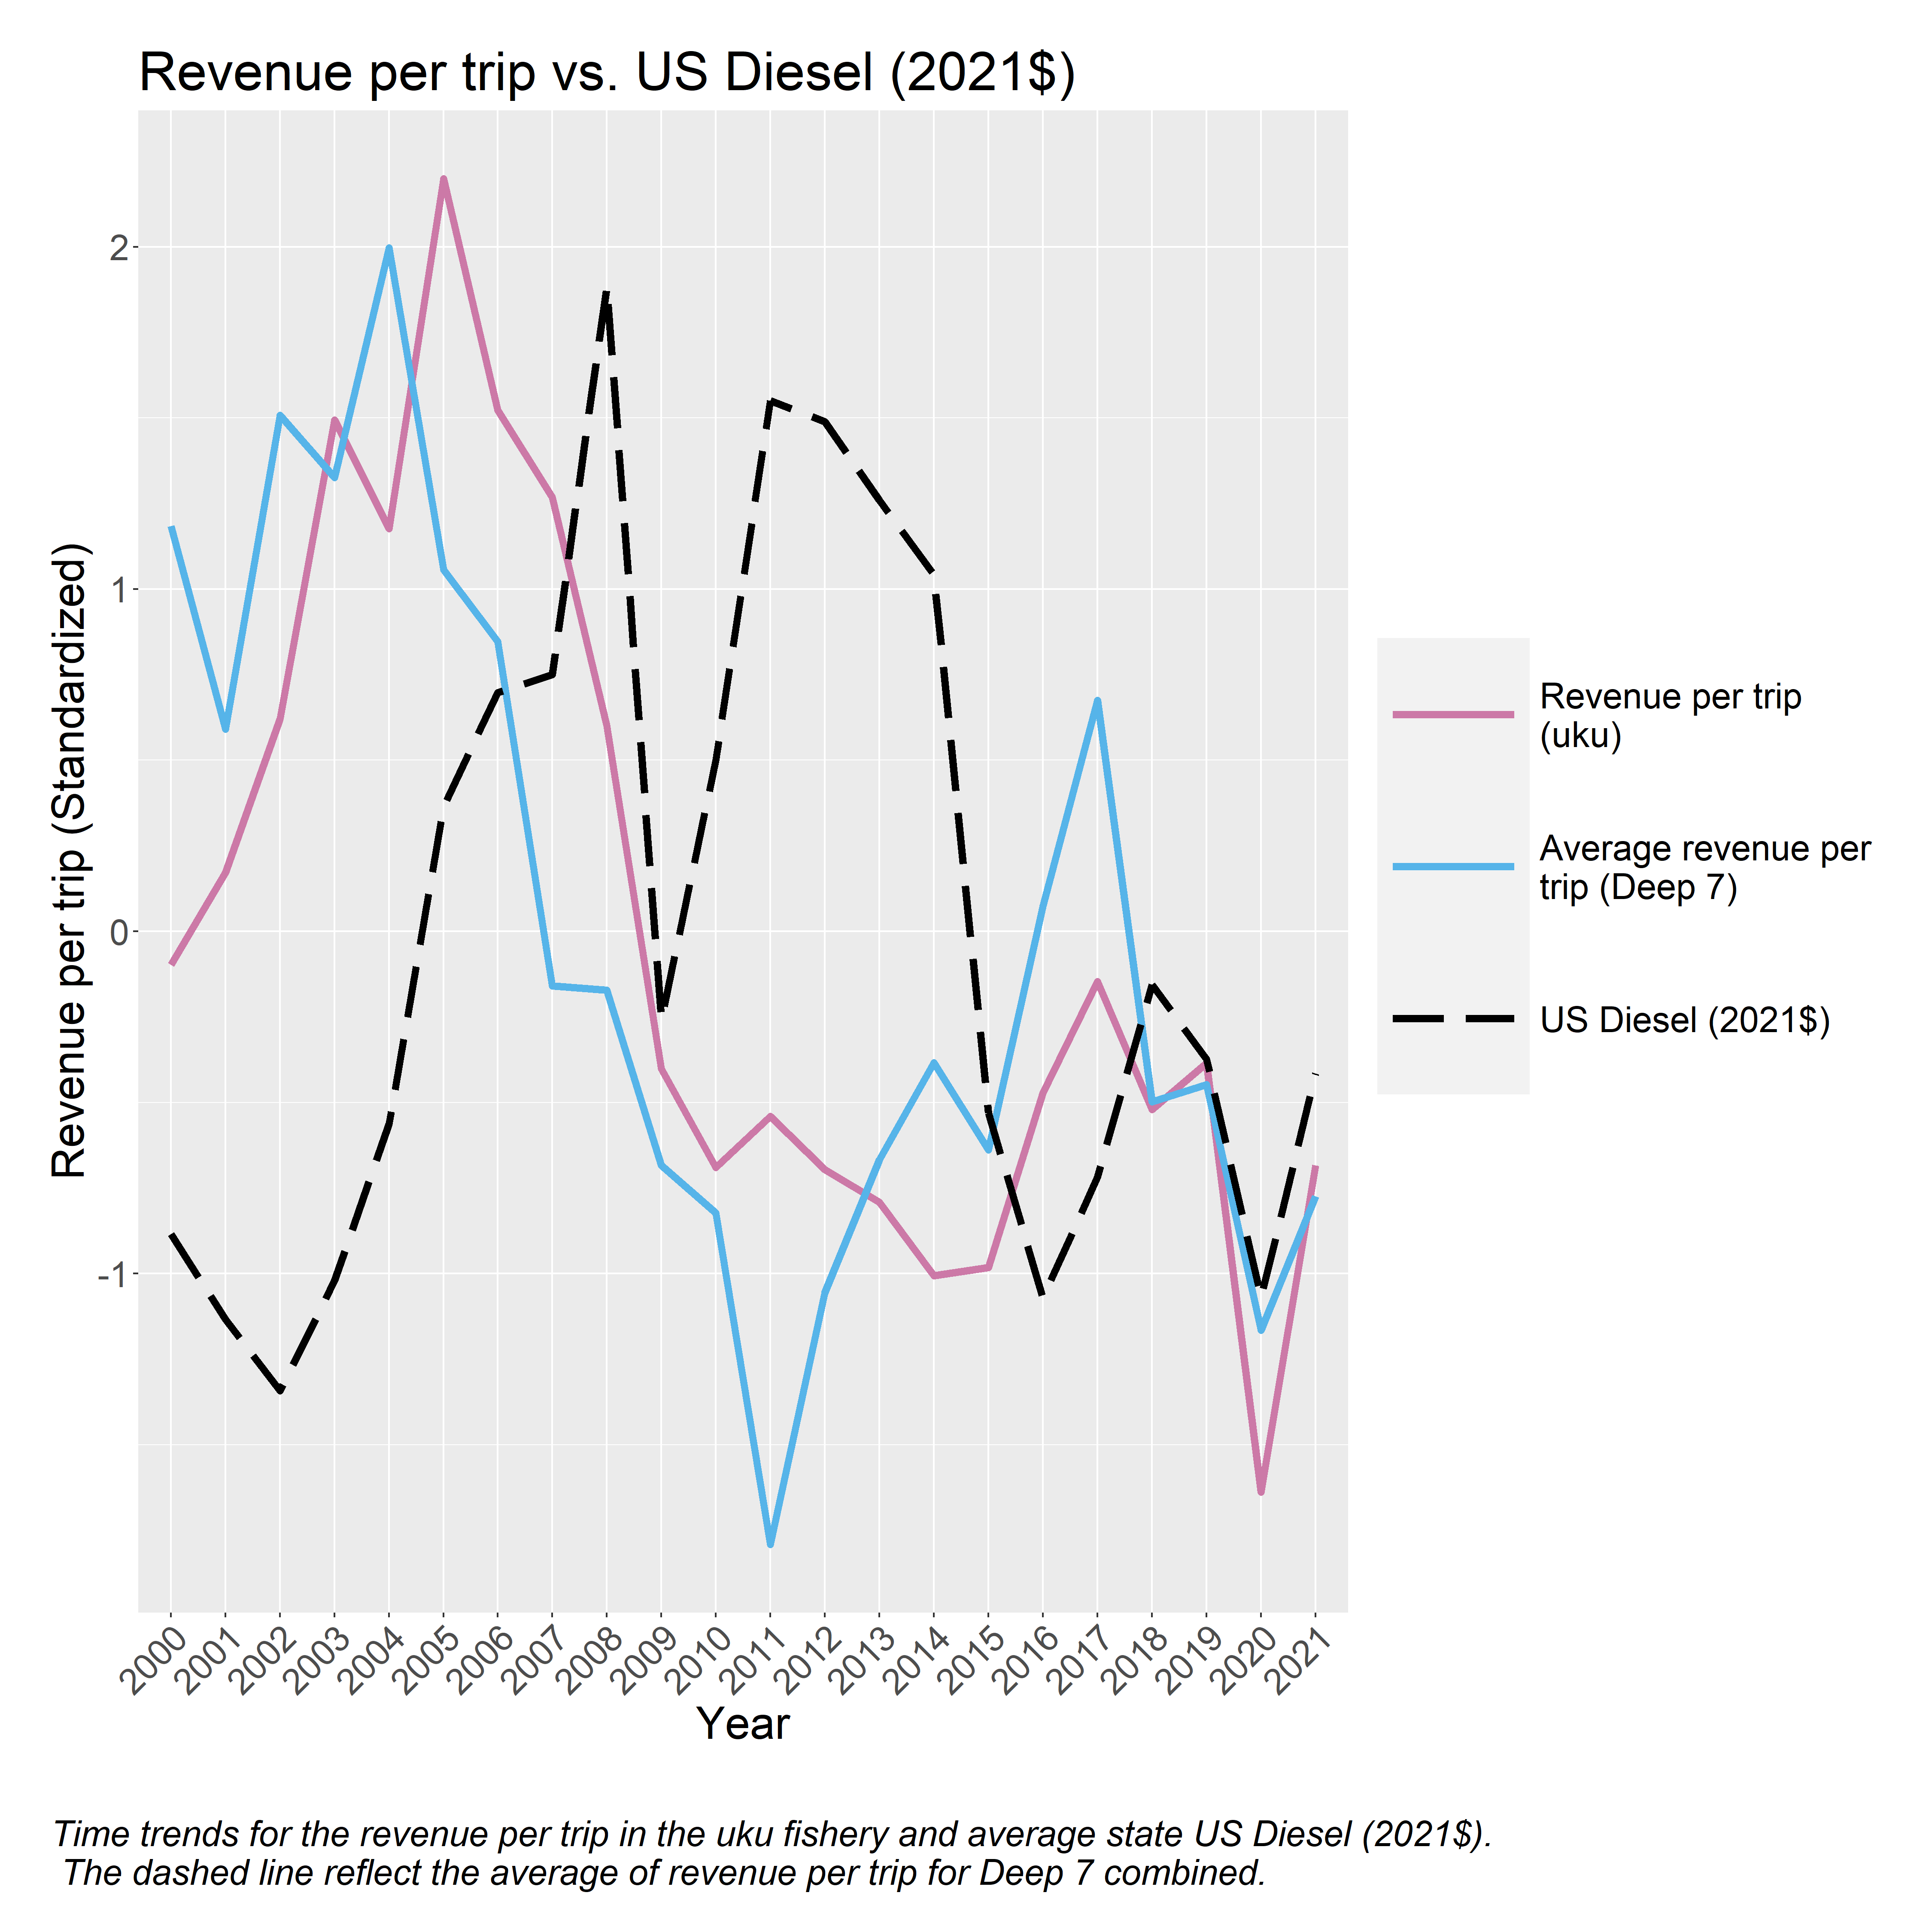 Revenue per trip vs. US Diesel (2021$)
Revenue per trip (Standardized)
2
1
0
-1
2000
2001
2002
2003
2004
2005
2006
2007
2008
2009
2010
2011
2012
2013
2014
2015
2016
2017
2018
2019
2020
2021
Year
Revenue per trip
(uku)
Average revenue per
trip (Deep 7)
US Diesel (2021$)
Time trends for the revenue per trip in the uku fishery and average state US Diesel (2021$).
The dashed line reflect the average of revenue per trip for Deep 7 combined.